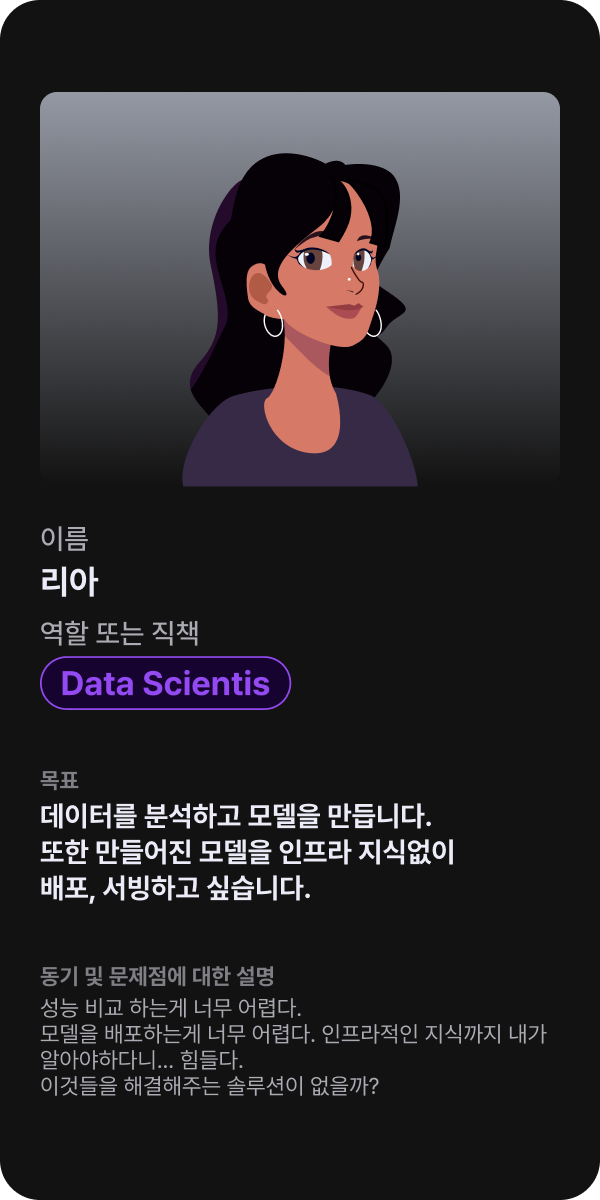 이름
리아
역할 또는 직책
Data Scientis
목표
데이터를 분석하고 모델을 만듭니다.
또한 만들어진 모델을 인프라 지식없이
배포, 서빙하고 싶습니다.
동기 및 문제점에 대한 설명
성능 비교 하는게 너무 어렵다.
모델을 배포하는게 너무 어렵다. 인프라적인 지식까지 내가
알아야하다니... 힘들다.
이것들을 해결해주는 솔루션이 없을까?